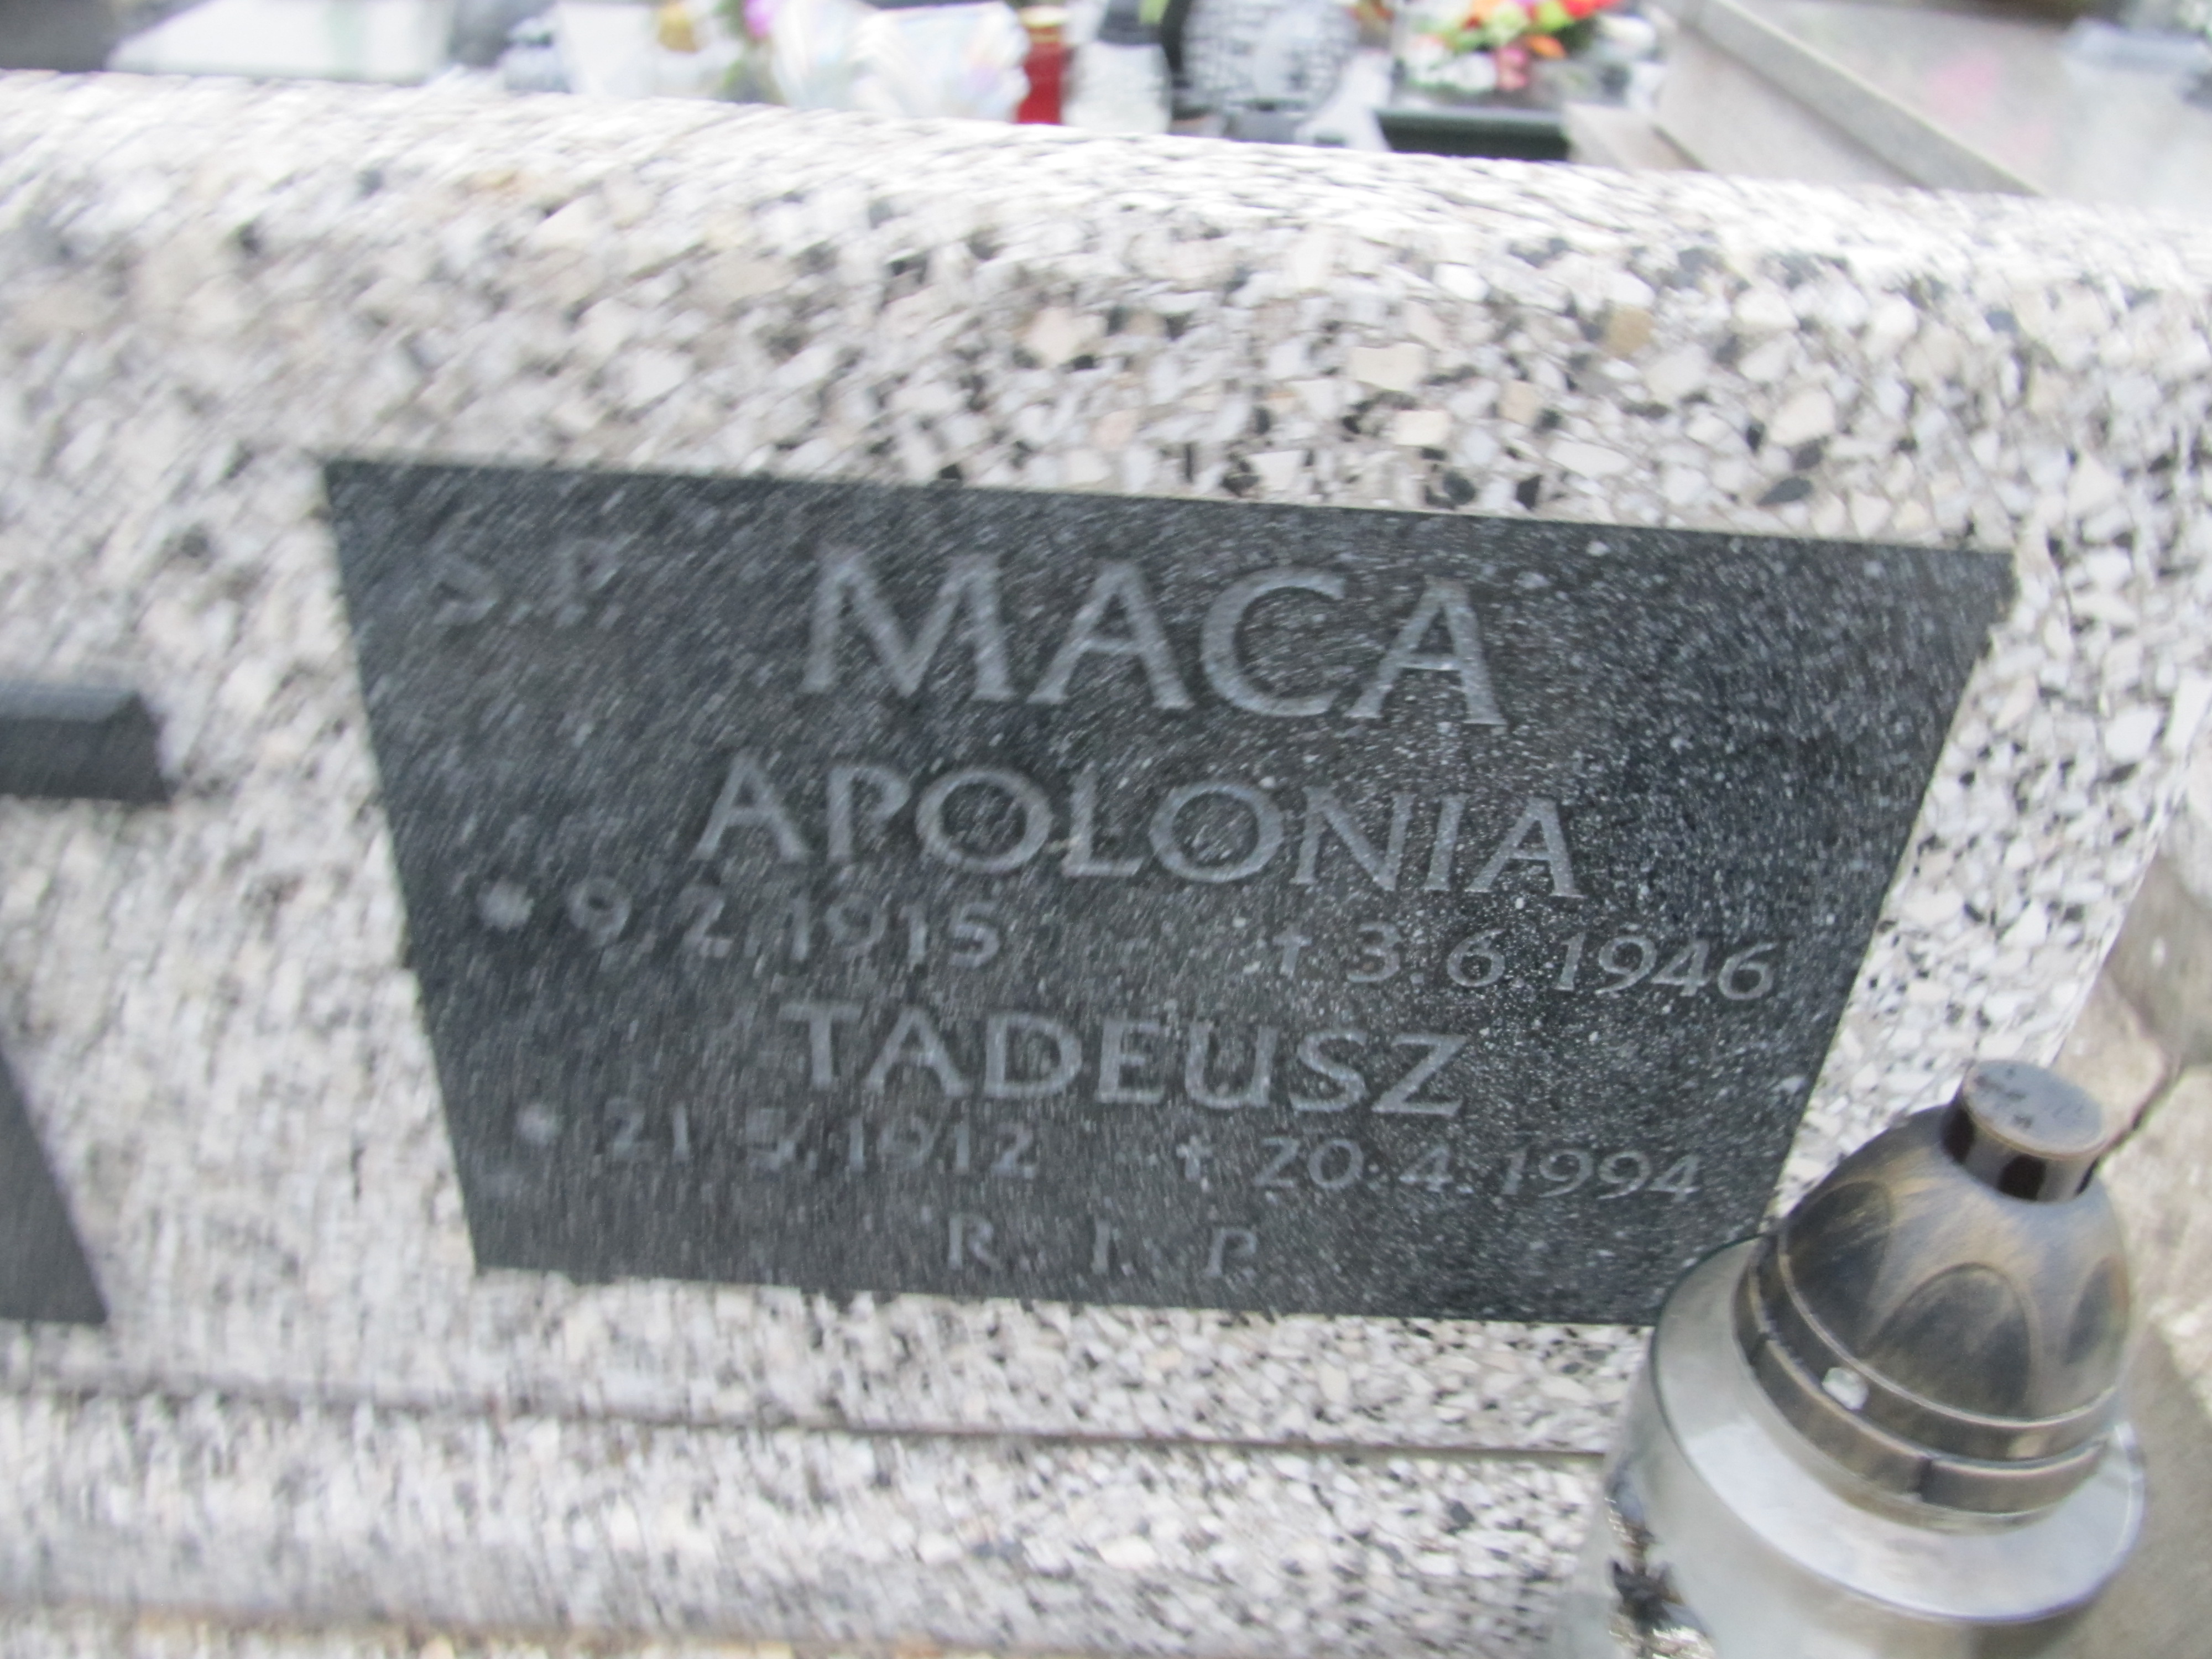 Ś.P. MACA
APOLONIA
* 9.2.1915 † 3.6.1946
TADEUSZ
* 21.5.1912 † 20.4.1994
R. I. P.